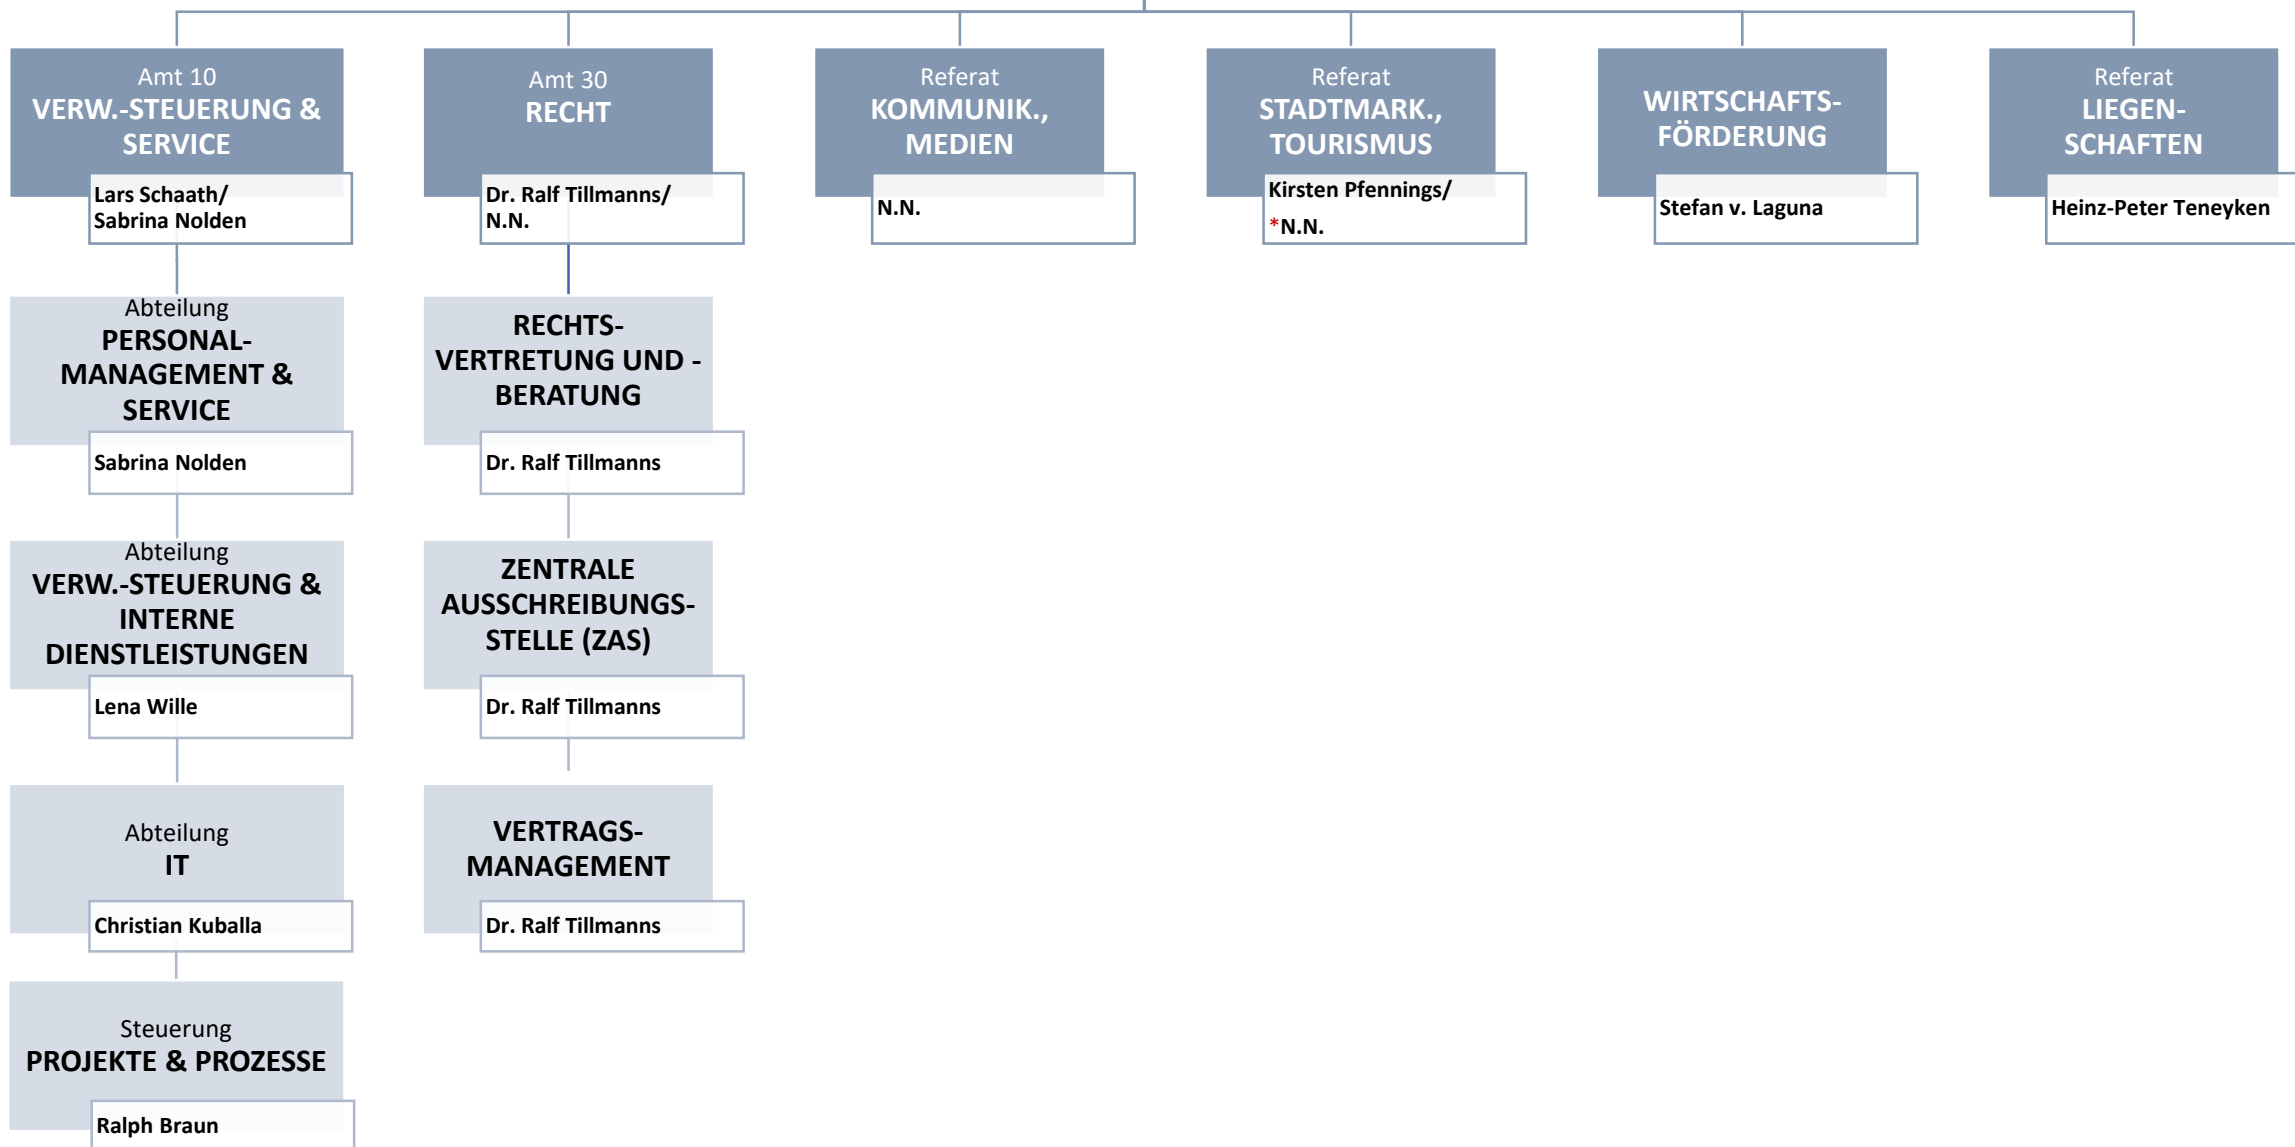 Amt 10
VERW.-STEUERUNG &
SERVICE
Lars Schaath/
Sabrina Nolden
Amt 30
RECHT
Dr. Ralf Tillmanns/
N.N.
Referat
KOMMUNIK.,
MEDIEN
N.N.
Referat
STADTMARK.,
TOURISMUS
Kirsten Pfennings/
*N.N.
WIRTSCHAFTS-
FÖRDERUNG
Stefan v. Laguna
Referat
LIEGEN-
SCHAFTEN
Heinz-Peter Teneyken
Abteilung
PERSONAL-
MANAGEMENT &
SERVICE
Sabrina Nolden
RECHTS-
VERTRETUNG UND -
BERATUNG
Dr. Ralf Tillmanns
Abteilung
VERW.-STEUERUNG &
INTERNE
DIENSTLEISTUNGEN
Lena Wille
ZENTRALE
AUSSCHREIBUNGS-
STELLE (ZAS)
Dr. Ralf Tillmanns
Abteilung
IT
Christian Kuballa
VERTRAGS-
MANAGEMENT
Dr. Ralf Tillmanns
Steuerung
PROJEKTE & PROZESSE
Ralph Braun